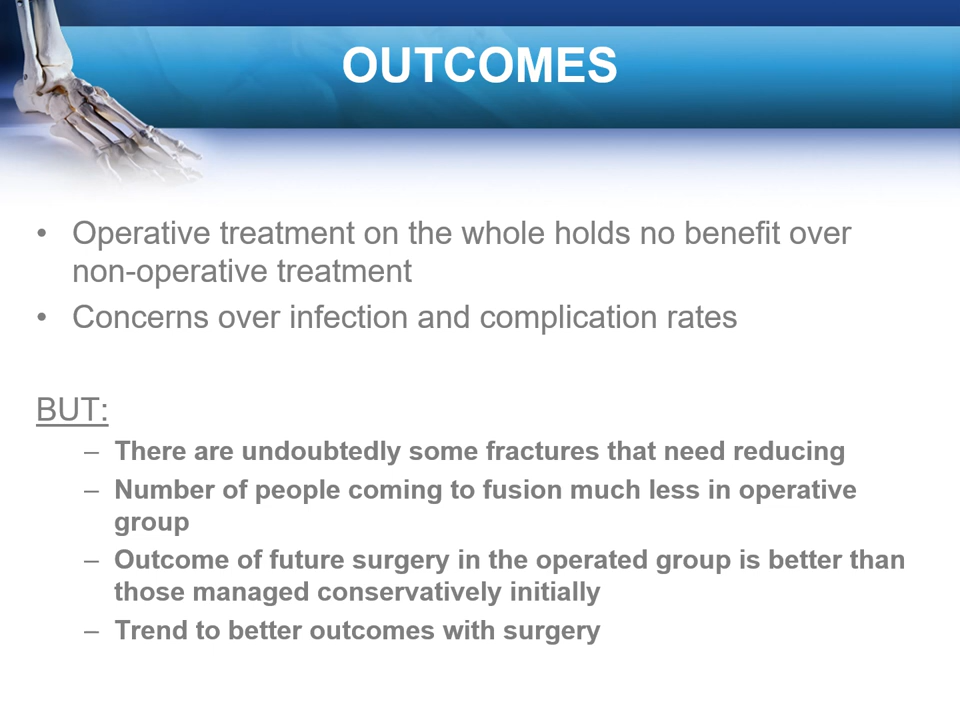 OUTCOMES
• Operative treatment on the whole holds no benefit over
non-operative treatment
• Concerns over infection and complication rates
BUT:
– There are undoubtedly some fractures that need reducing
– Number of people coming to fusion much less in operative
group
– Outcome of future surgery in the operated group is better than
those managed conservatively initially
– Trend to better outcomes with surgery